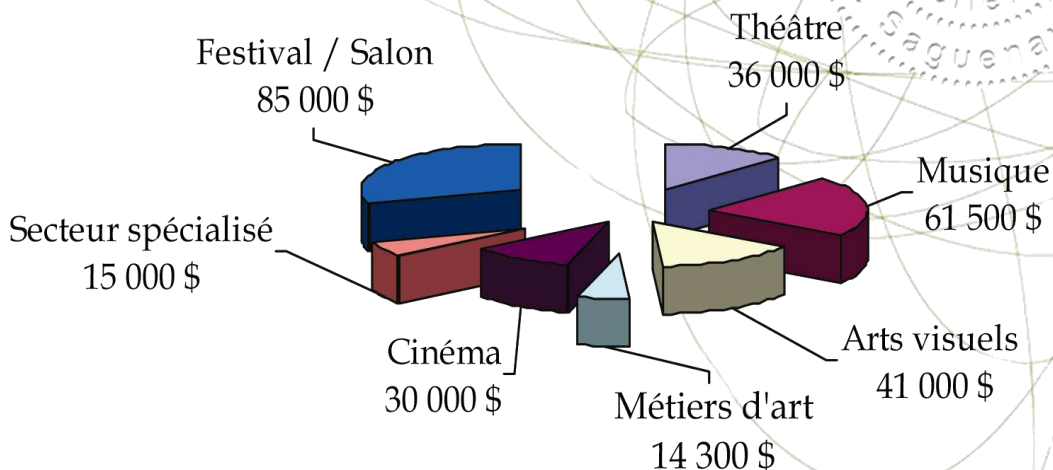 Théâtre
36 000 $
Festival / Salon
85 000 $
Musique
61 500 $
Secteur spécialisé
15 000 $
Arts visuels
41 000 $
Cinéma
30 000 $
Métiers d'art
14 300 $